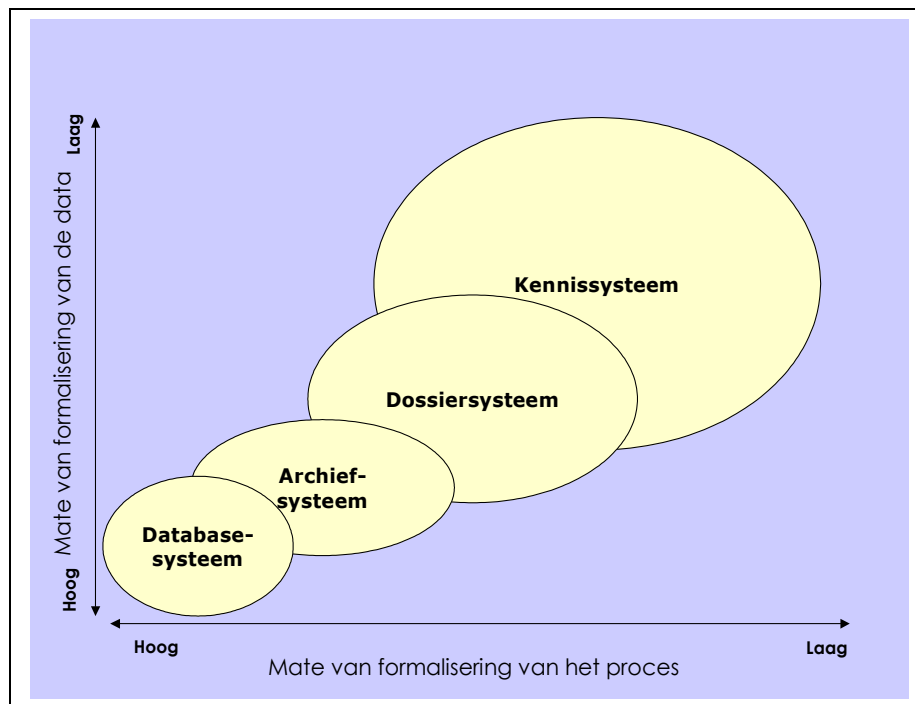 Laag
Mate van formalisering van de data
Hoog
Kennissysteem
Dossiersysteem
Archief-
systeem
Database-
systeem
Hoog
Laag
Mate van formalisering van het proces